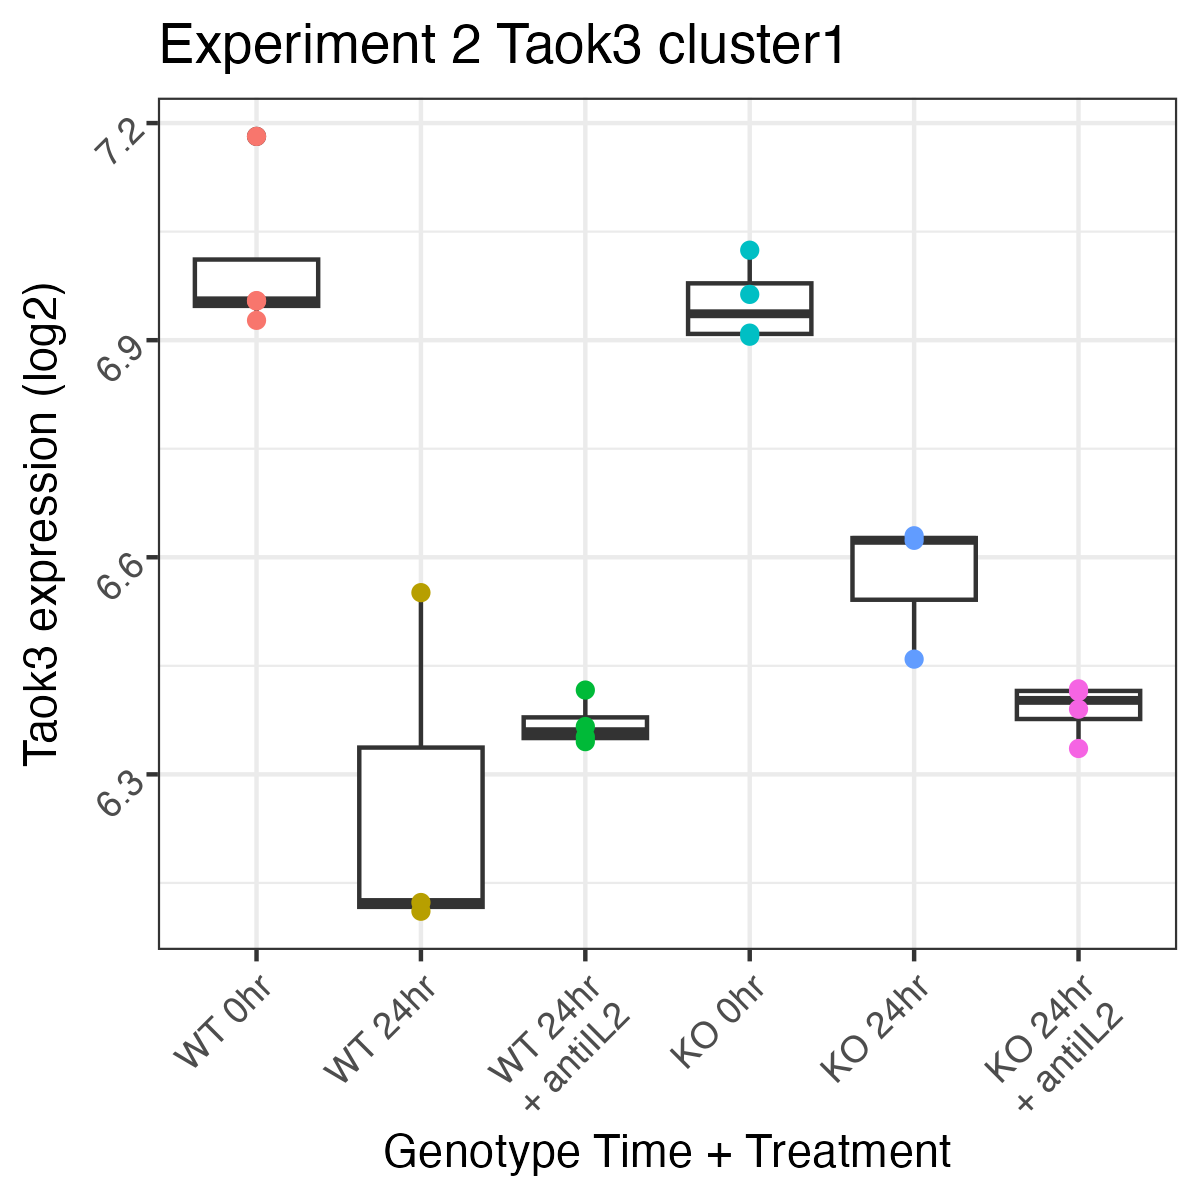 Experiment 2 Taok3 cluster1
Taok3 expression (log2)
7.2
6.9
6.6
6.3
WT 0hr
WT 24hr
WT 24hr
+ antiIL2
KO 0hr
KO 24hr
KO 24hr
+ antiIL2
Genotype Time + Treatment